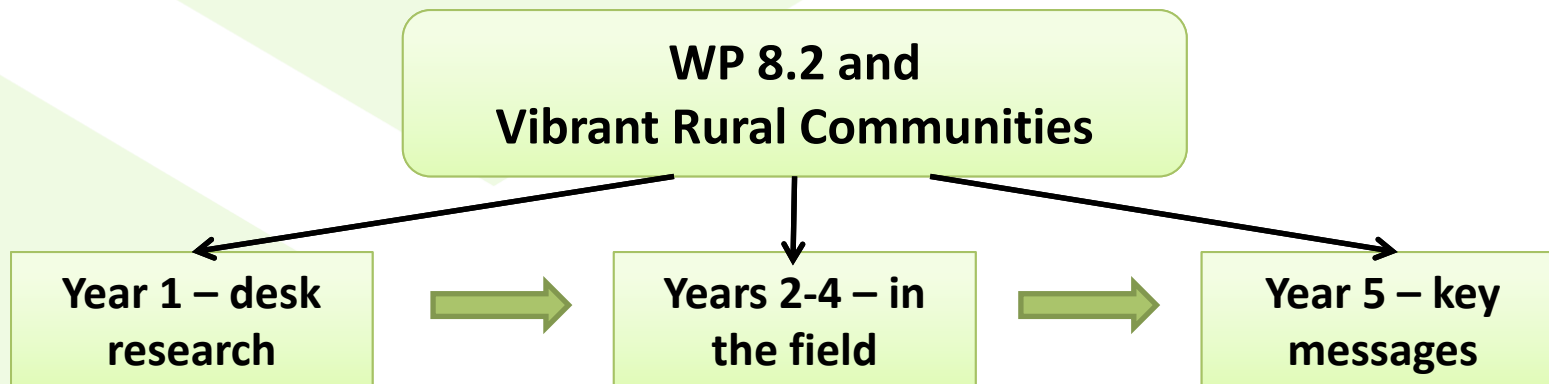 WP 8.2 and
Vibrant Rural Communities
Year 1 – desk
research
Years 2-4 – in
the field
Year 5 – key
messages